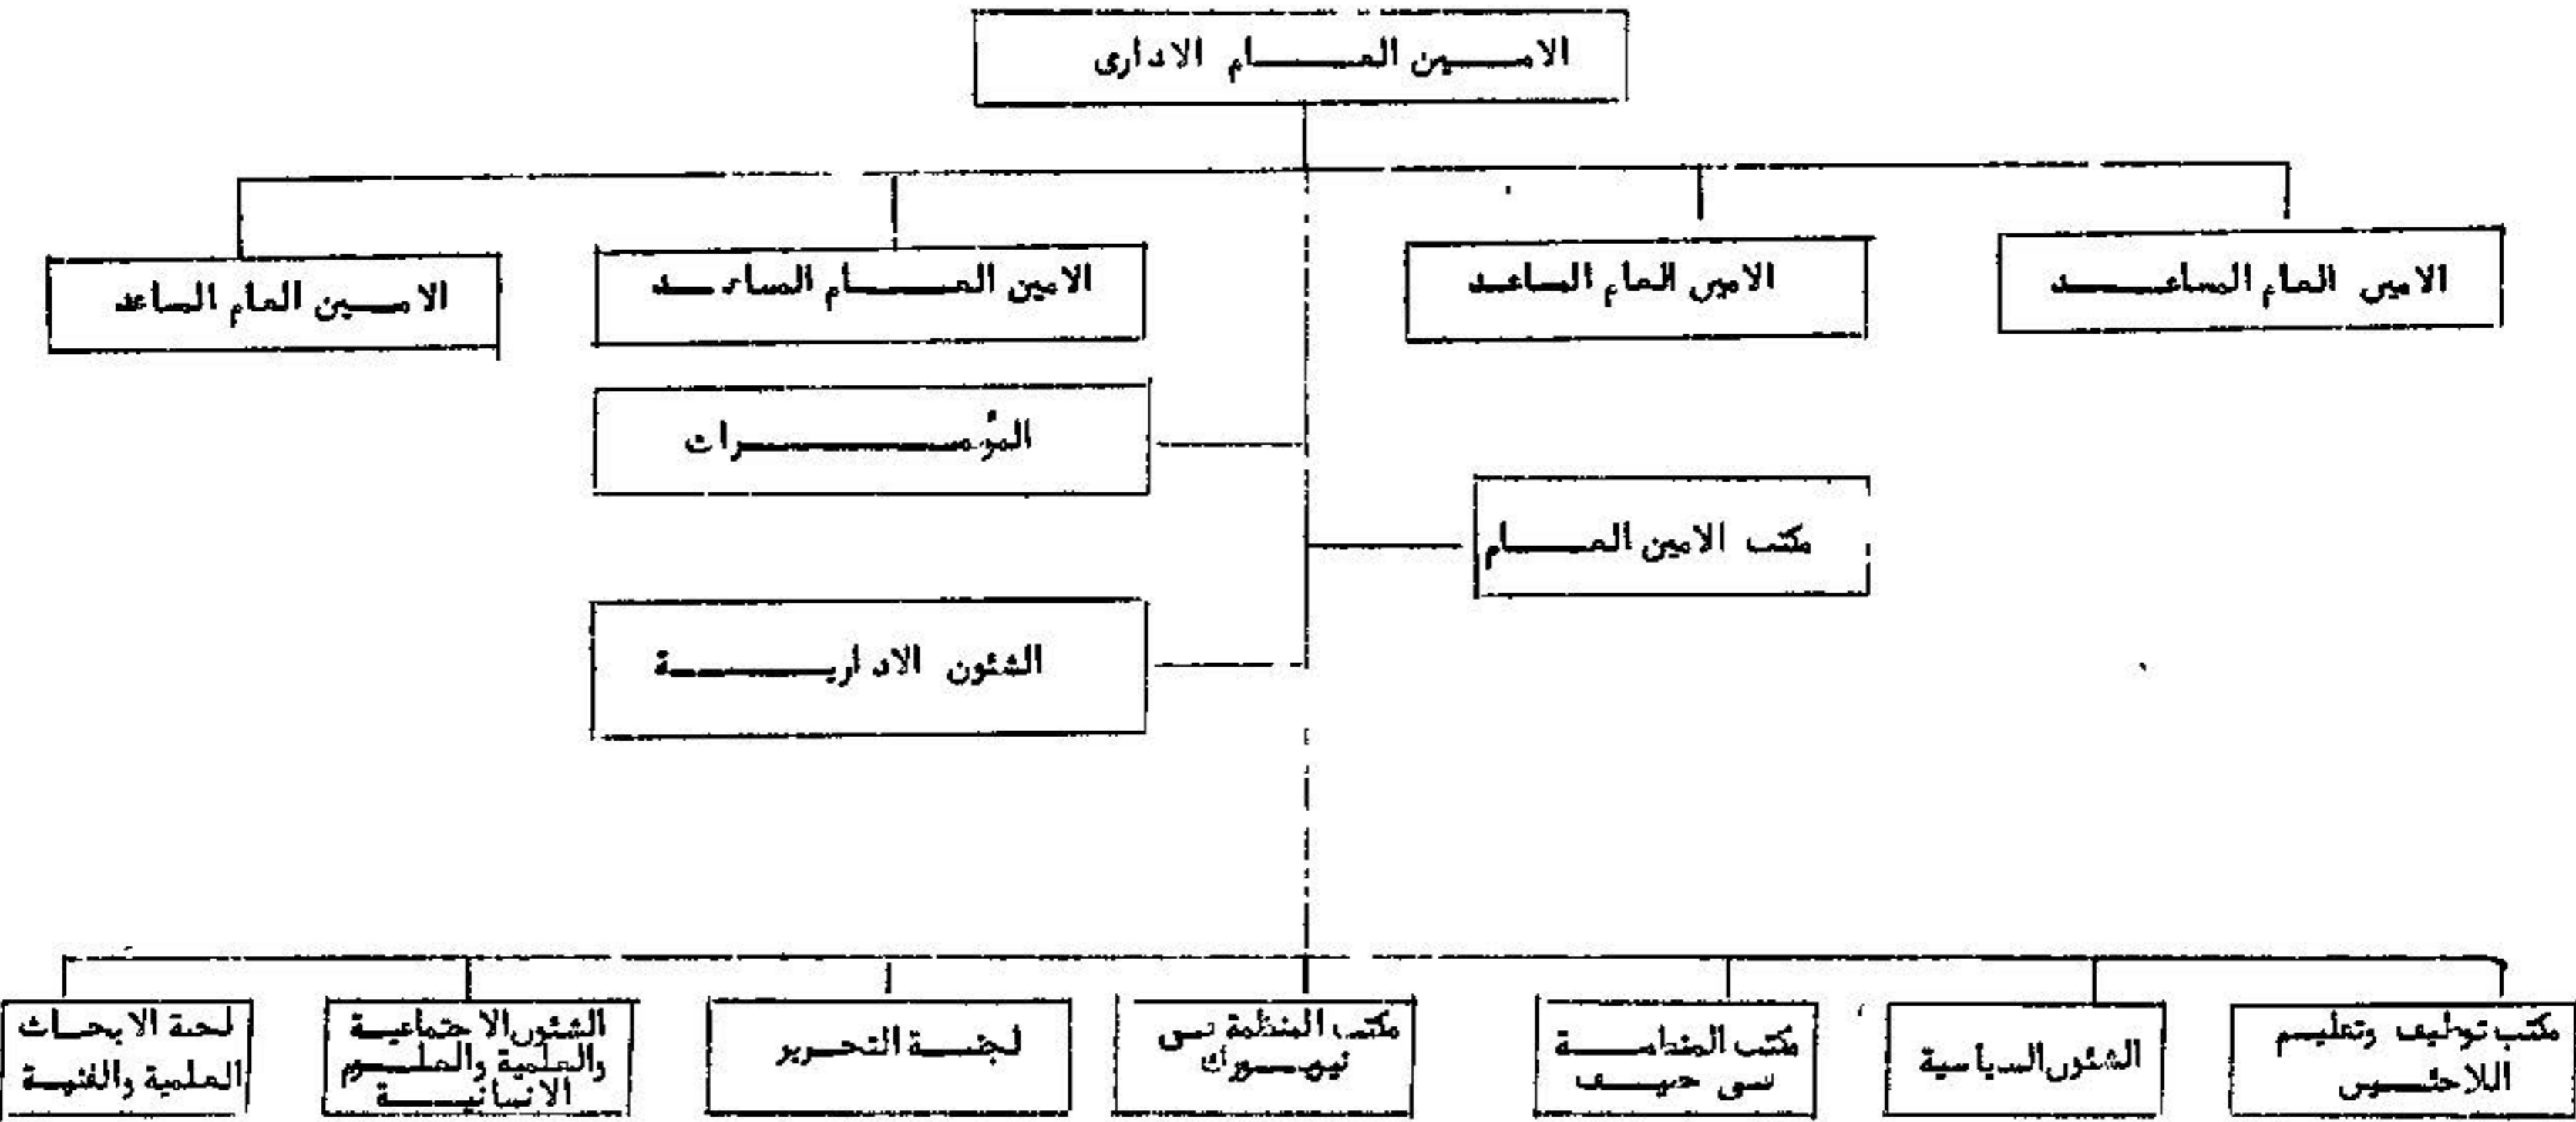 الامين العام الادارى
الامين العام المساعد
الامين العام المساعد
الامين العام المساعد
الامين العام المساعد
المؤتمرات
مكتب الامين العام
الشئون الادارية
مكتب توظيف وتعليم
اللاجئين
الشئون السياسية
مكتب المنظمة
فى جنيف
مكتب المنظمة فى
نيويورك
لجنة التحرير
الشئون الاجتماعية
والعلمية والعلوم
الانسانية
لجنة الابحاث
العلمية والفنية